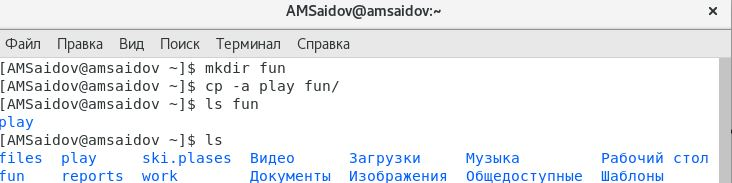 AMSaidov@amsaidov:~ ×
Файл Правка Вид Поиск Терминал Справка
[AMSaidov@amsaidov ~]$ mkdir fun
[AMSaidov@amsaidov ~]$ cp -a play fun/
[AMSaidov@amsaidov ~]$ ls fun
play
[AMSaidov@amsaidov ~]$ ls
files play ski.plases Видео Загрузки Музыка Рабочий стол
fun reports work Документы Изображения Общедоступные Шаблоны